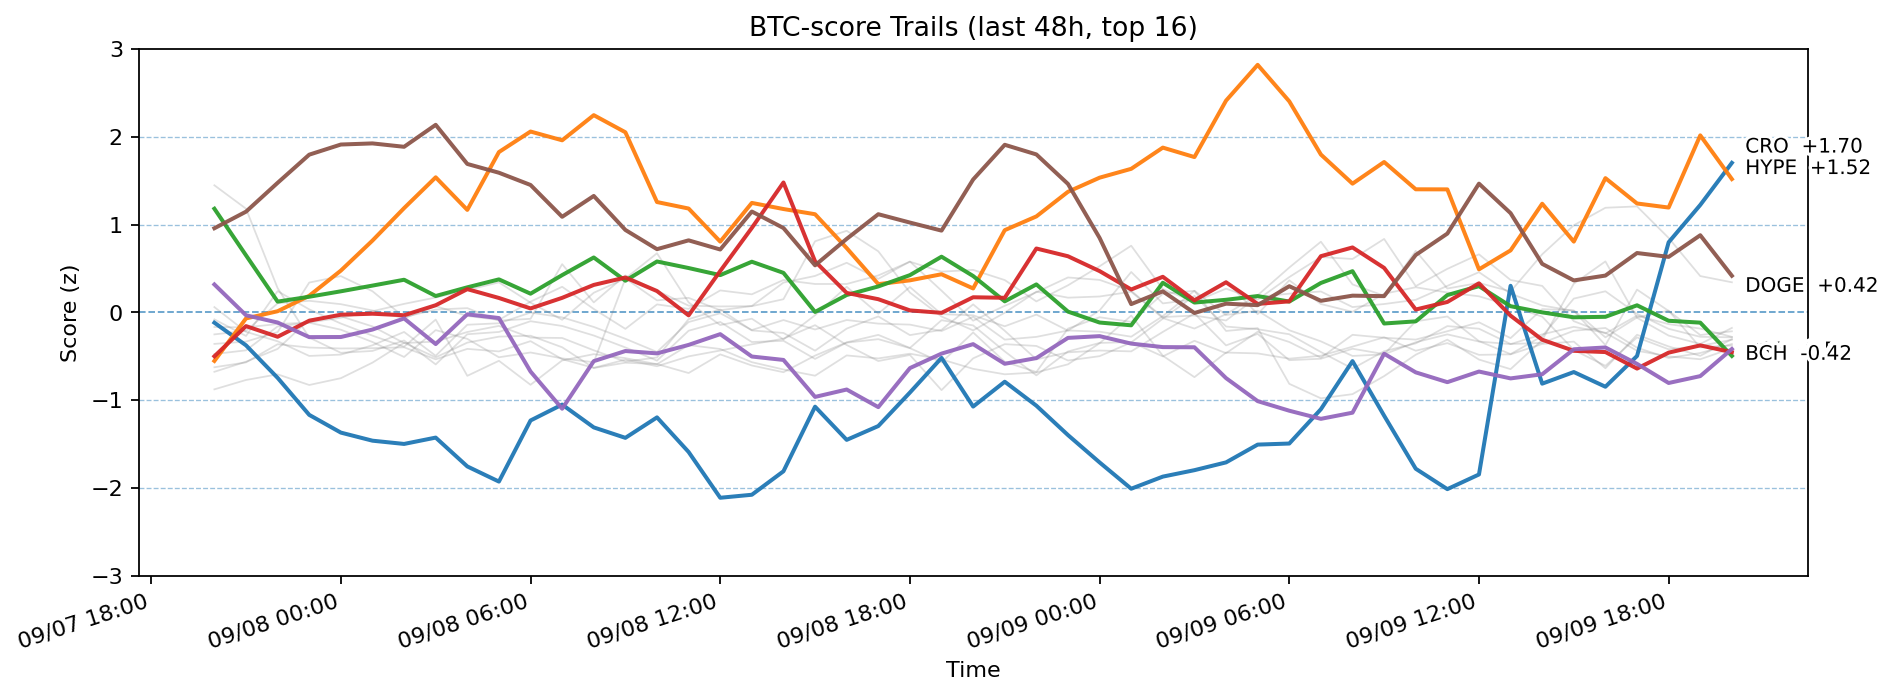 BTC-score Trails (last 48h, top 16)
3
2
1
0
−1
−2
−3
Score (z)
CRO +1.70
HYPE +1.52
DOGE +0.42
BCH -0.42
09/07 18:00
09/08 00:00
09/08 06:00
09/08 12:00
09/08 18:00
09/09 00:00
09/09 06:00
09/09 12:00
09/09 18:00
Time